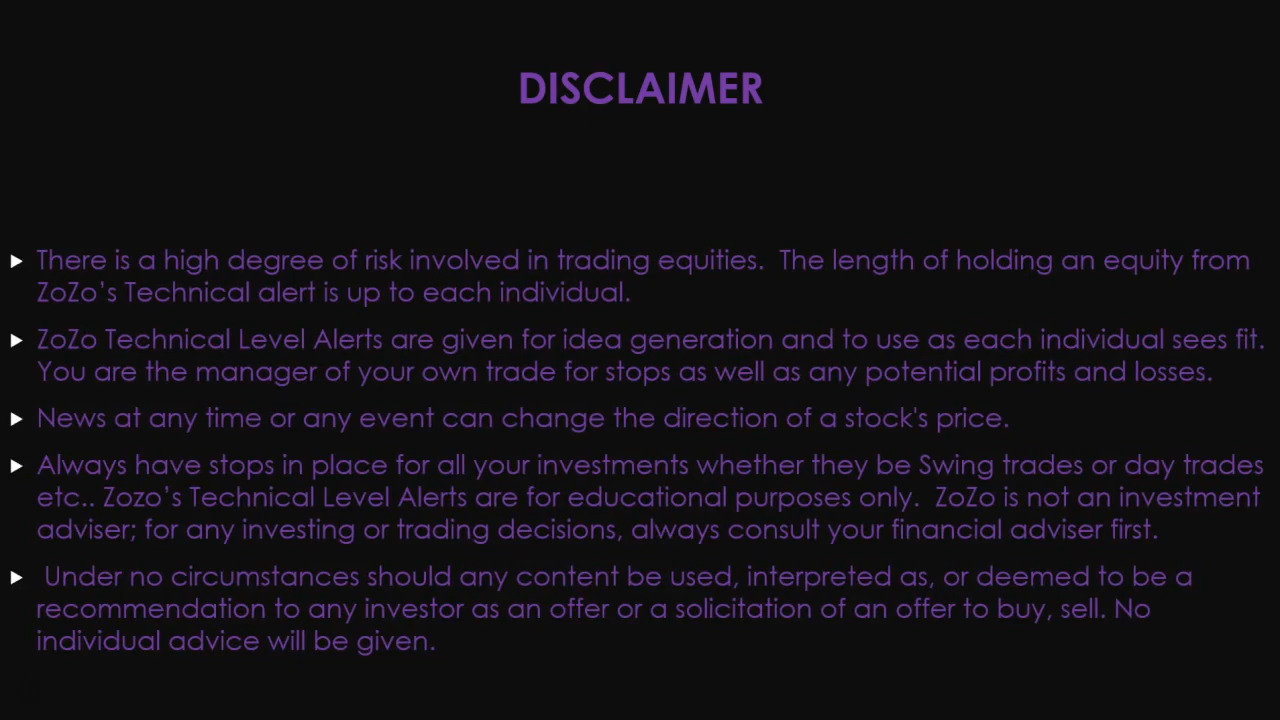 DISCLAIMER
There is a high degree of risk involved in trading equities.  The length of holding an equity from
ZoZo's Technical alert is up to each individual.
ZoZo Technical Level Alerts are given for idea generation and to use as each individual sees fit.
You are the manager of your own trade for stops as well as any potential profits and losses.
News at any time or any event can change the direction of a stock's price.
Always have stops in place for all your investments whether they be Swing trades or day trades
etc.. Zozo's Technical Level Alerts are for educational purposes only.  ZoZo is not an investment
adviser; for any investing or trading decisions, always consult your financial adviser first.
Under no circumstances should any content be used, interpreted as, or deemed to be a
recommendation to any investor as an offer or a solicitation of an offer to buy, sell. No
individual advice will be given.